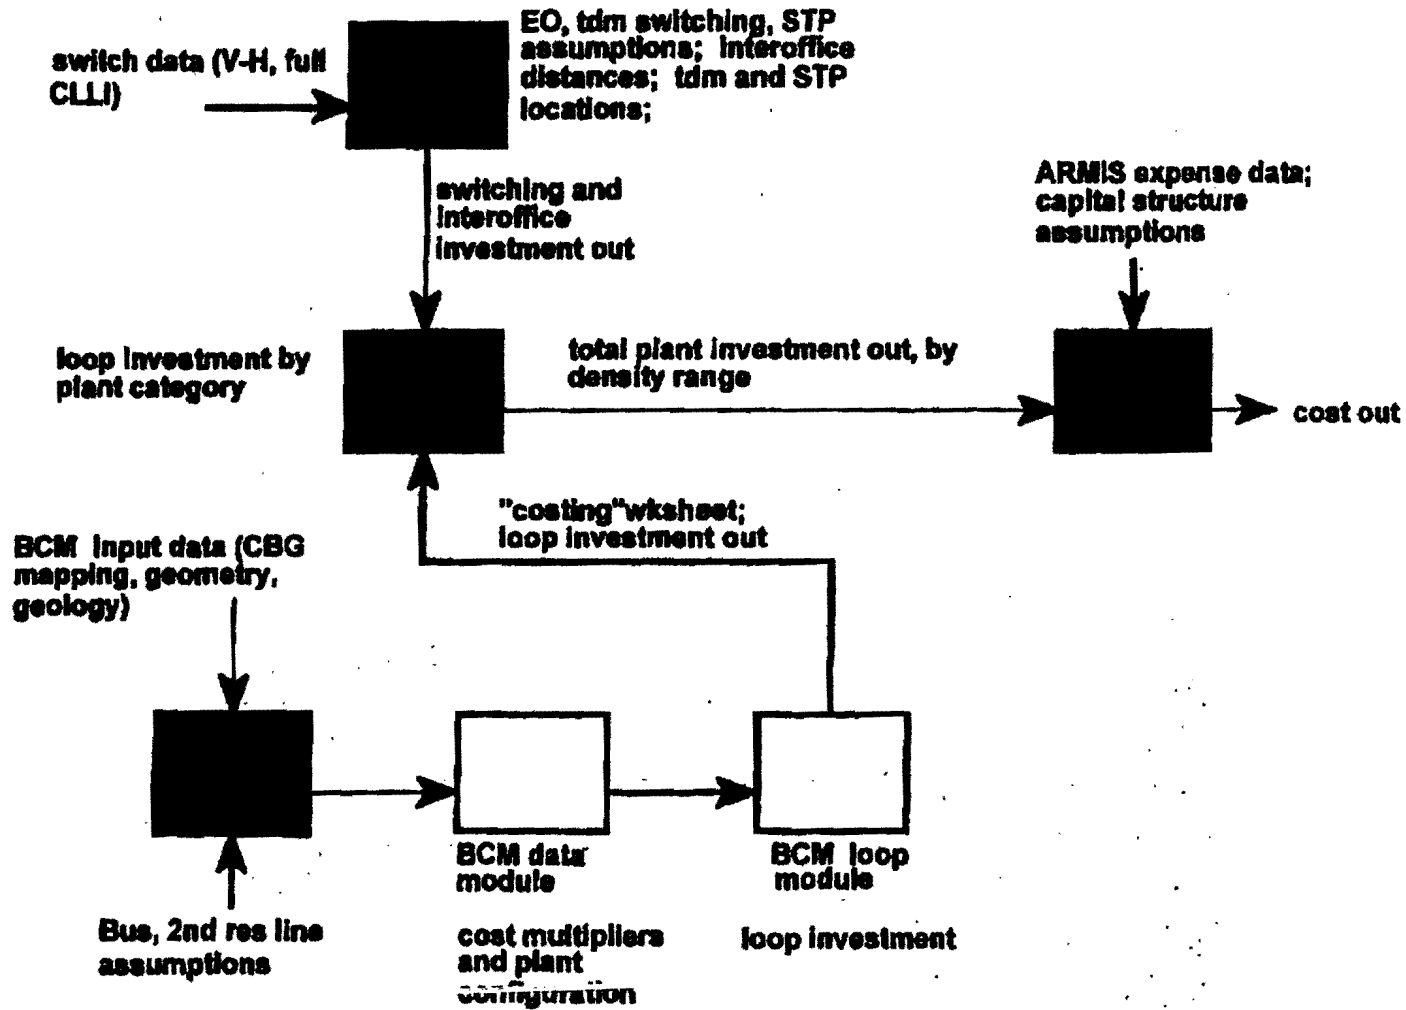 EO, tdm switching, STP
assumptions; interoffice
distances; tdm and STP
locations;
switch data (V-H, full
CLLI)
switching and
interoffice
investment out
ARMIS expense data;
capital structure
assumptions
loop investment by
plant category
total plant investment out, by
density range
cost out
"costing"wksheet;
loop investment out
BCM input data (CBG
mapping, geometry,
geology)
BCM data
module
BCM loop
module
Bus, 2nd res line
assumptions
cost multipliers
and plant
configuration
loop investment